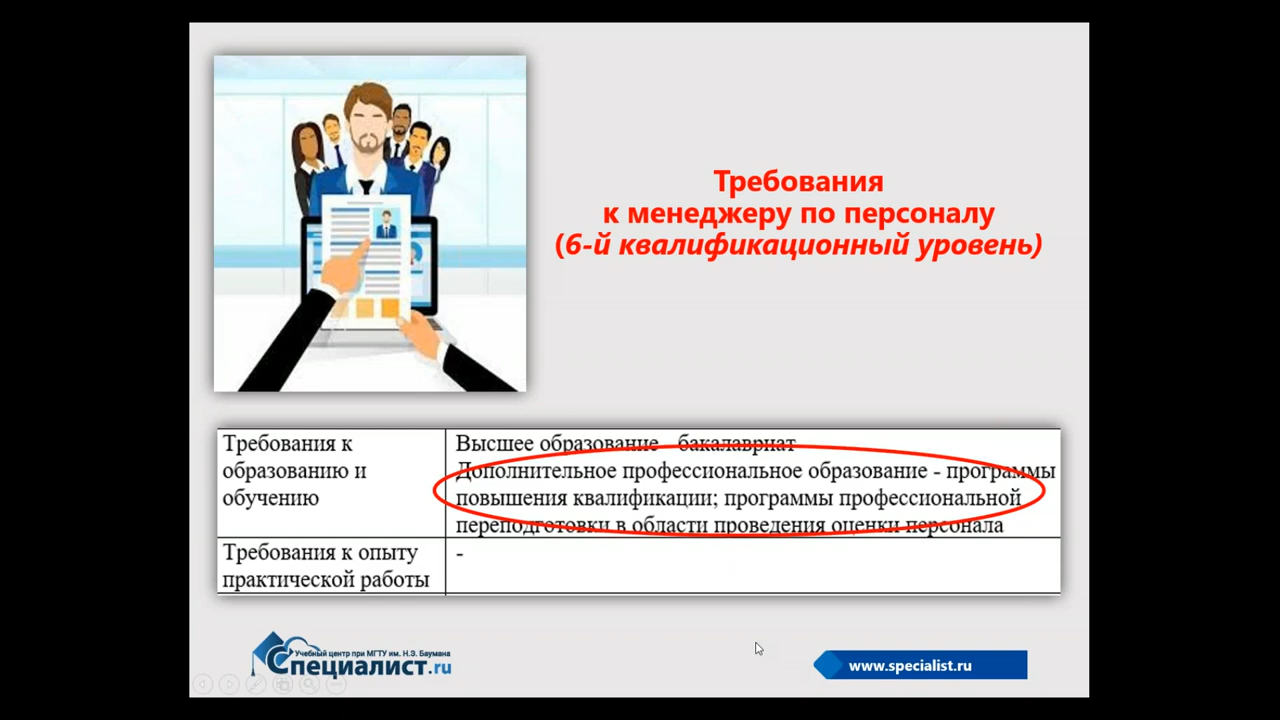 Требования
к менеджеру по персоналу
(6-й квалификационный уровень)
Требования к
образованию и
обучению
Высшее образование - бакалавриат
Дополнительное профессиональное образование - программы
повышения квалификации; программы профессиональной
переподготовки в области проведения оценки персонала
Требования к опыту
практической работы
-
Учебный центр при МГТУ им. Н.Э. Баумана
Специалист.ru
www.specialist.ru